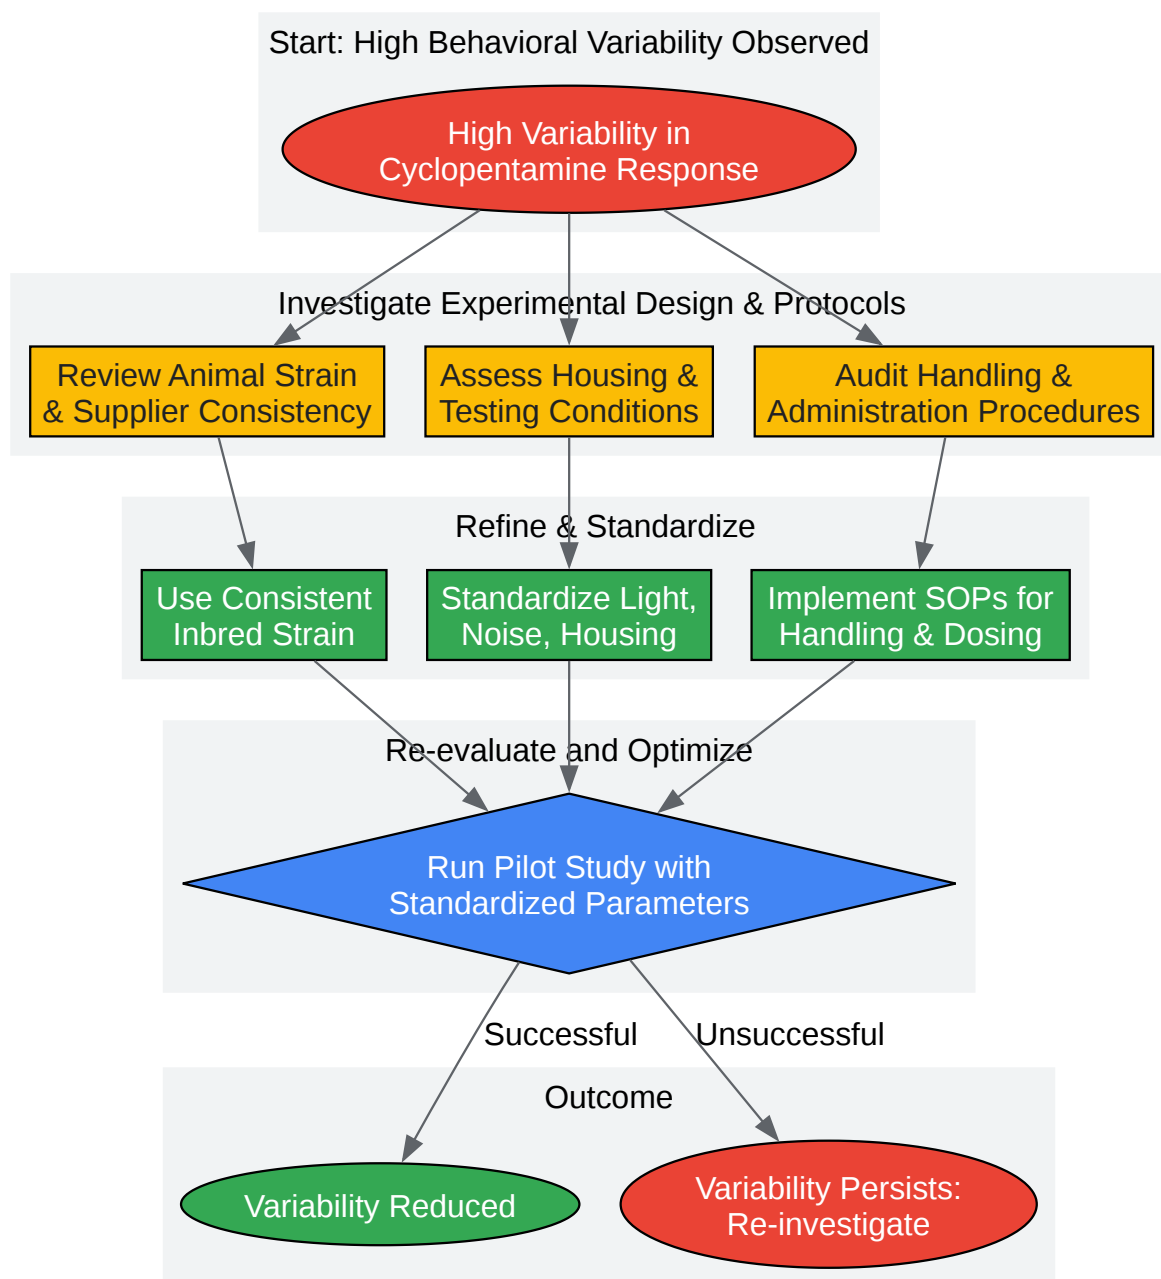 Start: High Behavioral Variability Observed
High Variability in
Cyclopentamine Response
Investigate Experimental Design & Protocols
Review Animal Strain
& Supplier Consistency
Assess Housing &
Testing Conditions
Audit Handling &
Administration Procedures
Refine & Standardize
Use Consistent
Inbred Strain
Standardize Light,
Noise, Housing
Implement SOPs for
Handling & Dosing
Re-evaluate and Optimize
Run Pilot Study with
Standardized Parameters
Successful
Unsuccessful
Outcome
Variability Reduced
Variability Persists:
Re-investigate